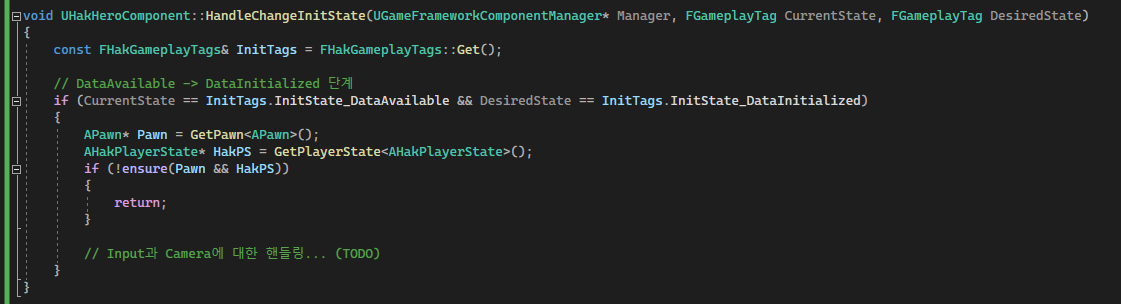 void UHakHeroComponent::HandleChangeInitState(UGameFrameworkComponentManager* Manager, FGameplayTag CurrentState, FGameplayTag DesiredState)
{
    const FHakGameplayTags& InitTags = FHakGameplayTags::Get();

    // DataAvailable -> DataInitialized 단계
    if (CurrentState == InitTags.InitState_DataAvailable && DesiredState == InitTags.InitState_DataInitialized)
    {
        APawn* Pawn = GetPawn<APawn>();
        AHakPlayerState* HakPS = GetPlayerState<AHakPlayerState>();
        if (!ensure(Pawn && HakPS))
        {
            return;
        }

        // Input과 Camera에 대한 핸들링... (TODO)
    }
}